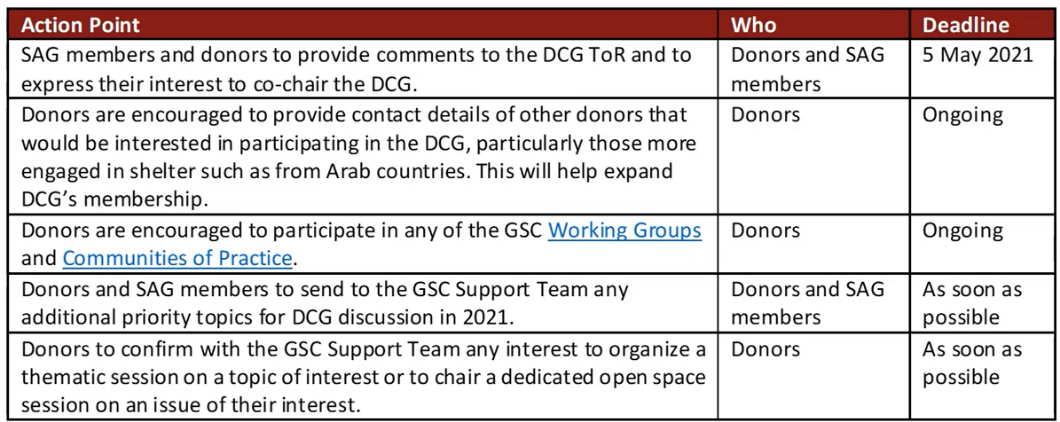 Action Point Who Deadline
SAG members and donors to provide comments to the DCG ToR and to
express their interest to co-chair the DCG.
Donors and SAG
members
5 May 2021
Donors are encouraged to provide contact details of other donors that
would be interested in participating in the DCG, particularly those more
engaged in shelter such as from Arab countries. This will help expand
DCG’s membership.
Donors
Ongoing
Donors are encouraged to participate in any of the GSC Working Groups
and Communities of Practice.
Donors
Ongoing
Donors and SAG members to send to the GSC Support Team any
additional priority topics for DCG discussion in 2021.
Donors and SAG
members
As soon as
possible
Donors to confirm with the GSC Support Team any interest to organize a
thematic session on a topic of interest or to chair a dedicated open space
session on an issue of their interest.
Donors
As soon as
possible